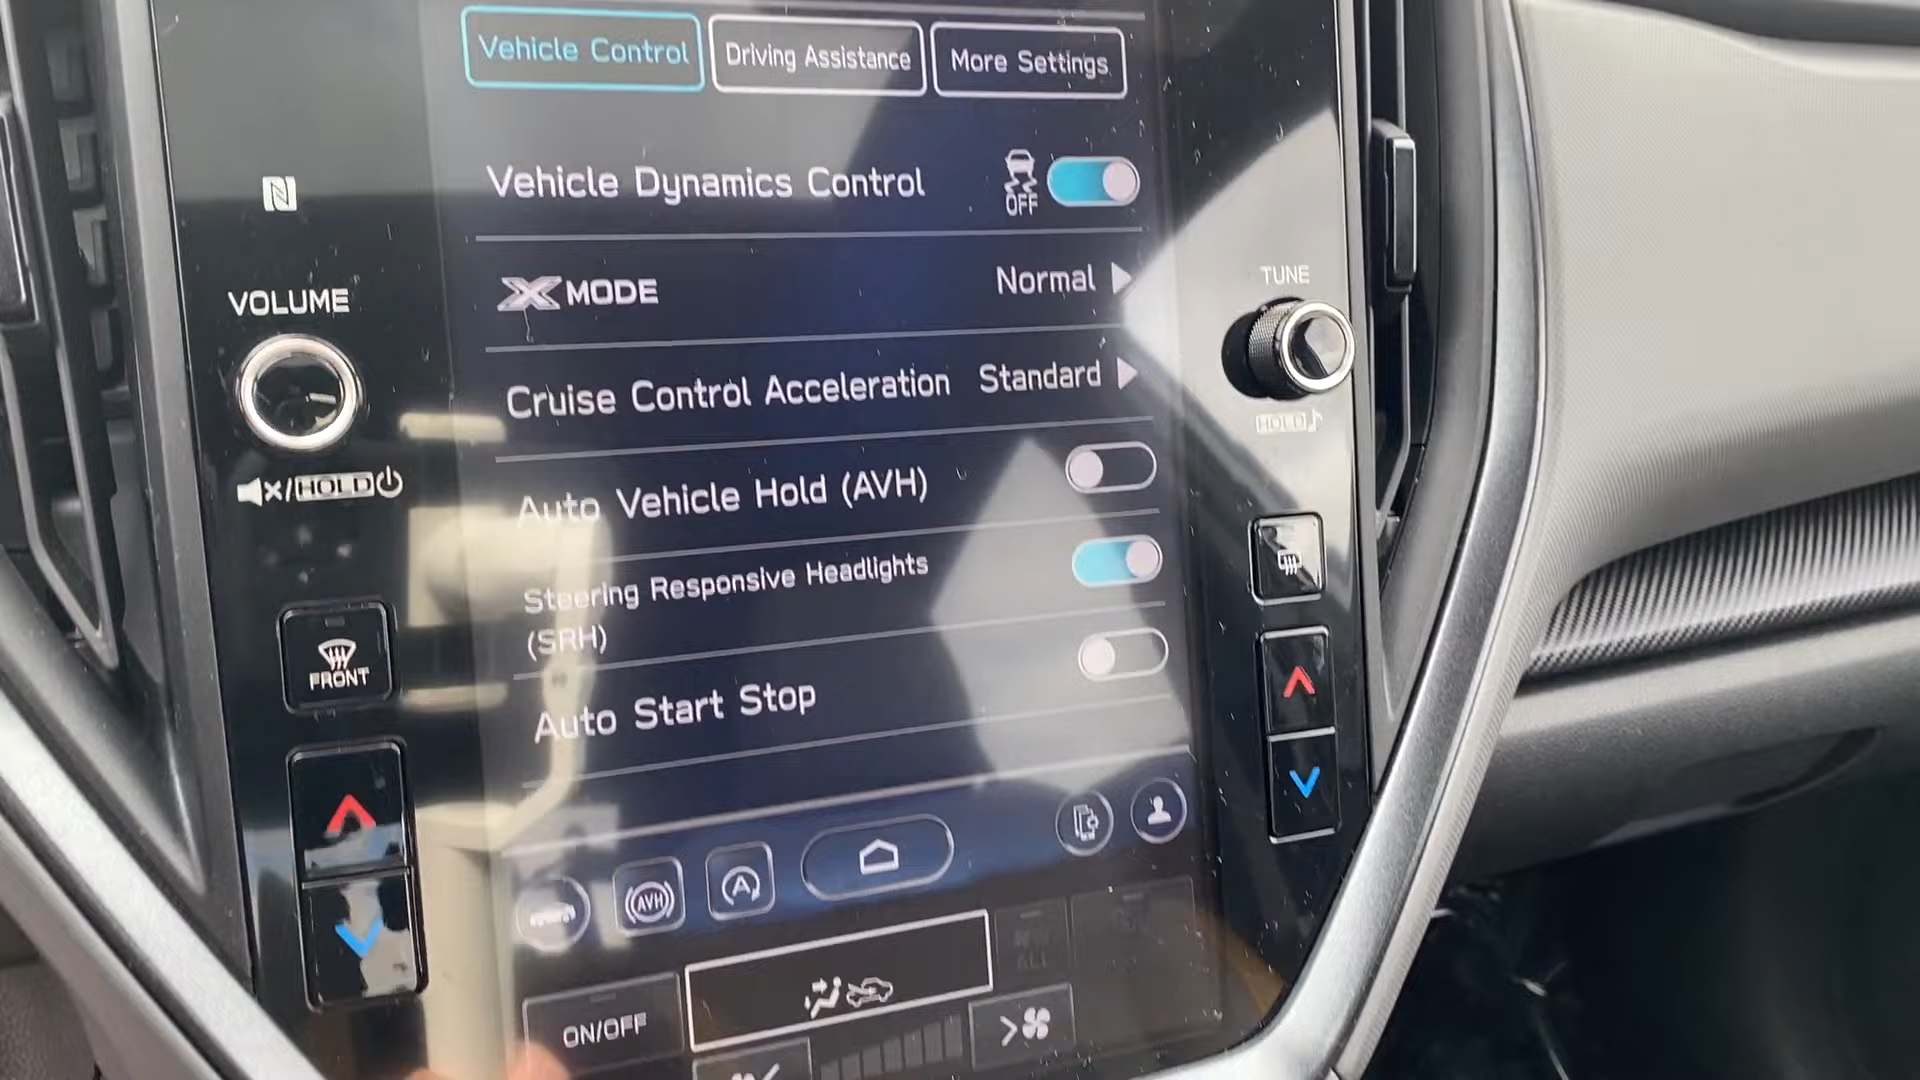 Vehicle Control Driving Assistance More Settings
Vehicle Dynamics Control OFF
VOLUME
TUNE
X MODE Normal
Cruise Control Acceleration Standard
HOLD
Auto Vehicle Hold (AVH)
HOLD
Steering Responsive Headlights
(SRH)
FRONT
Auto Start Stop
AVH A
ON/OFF